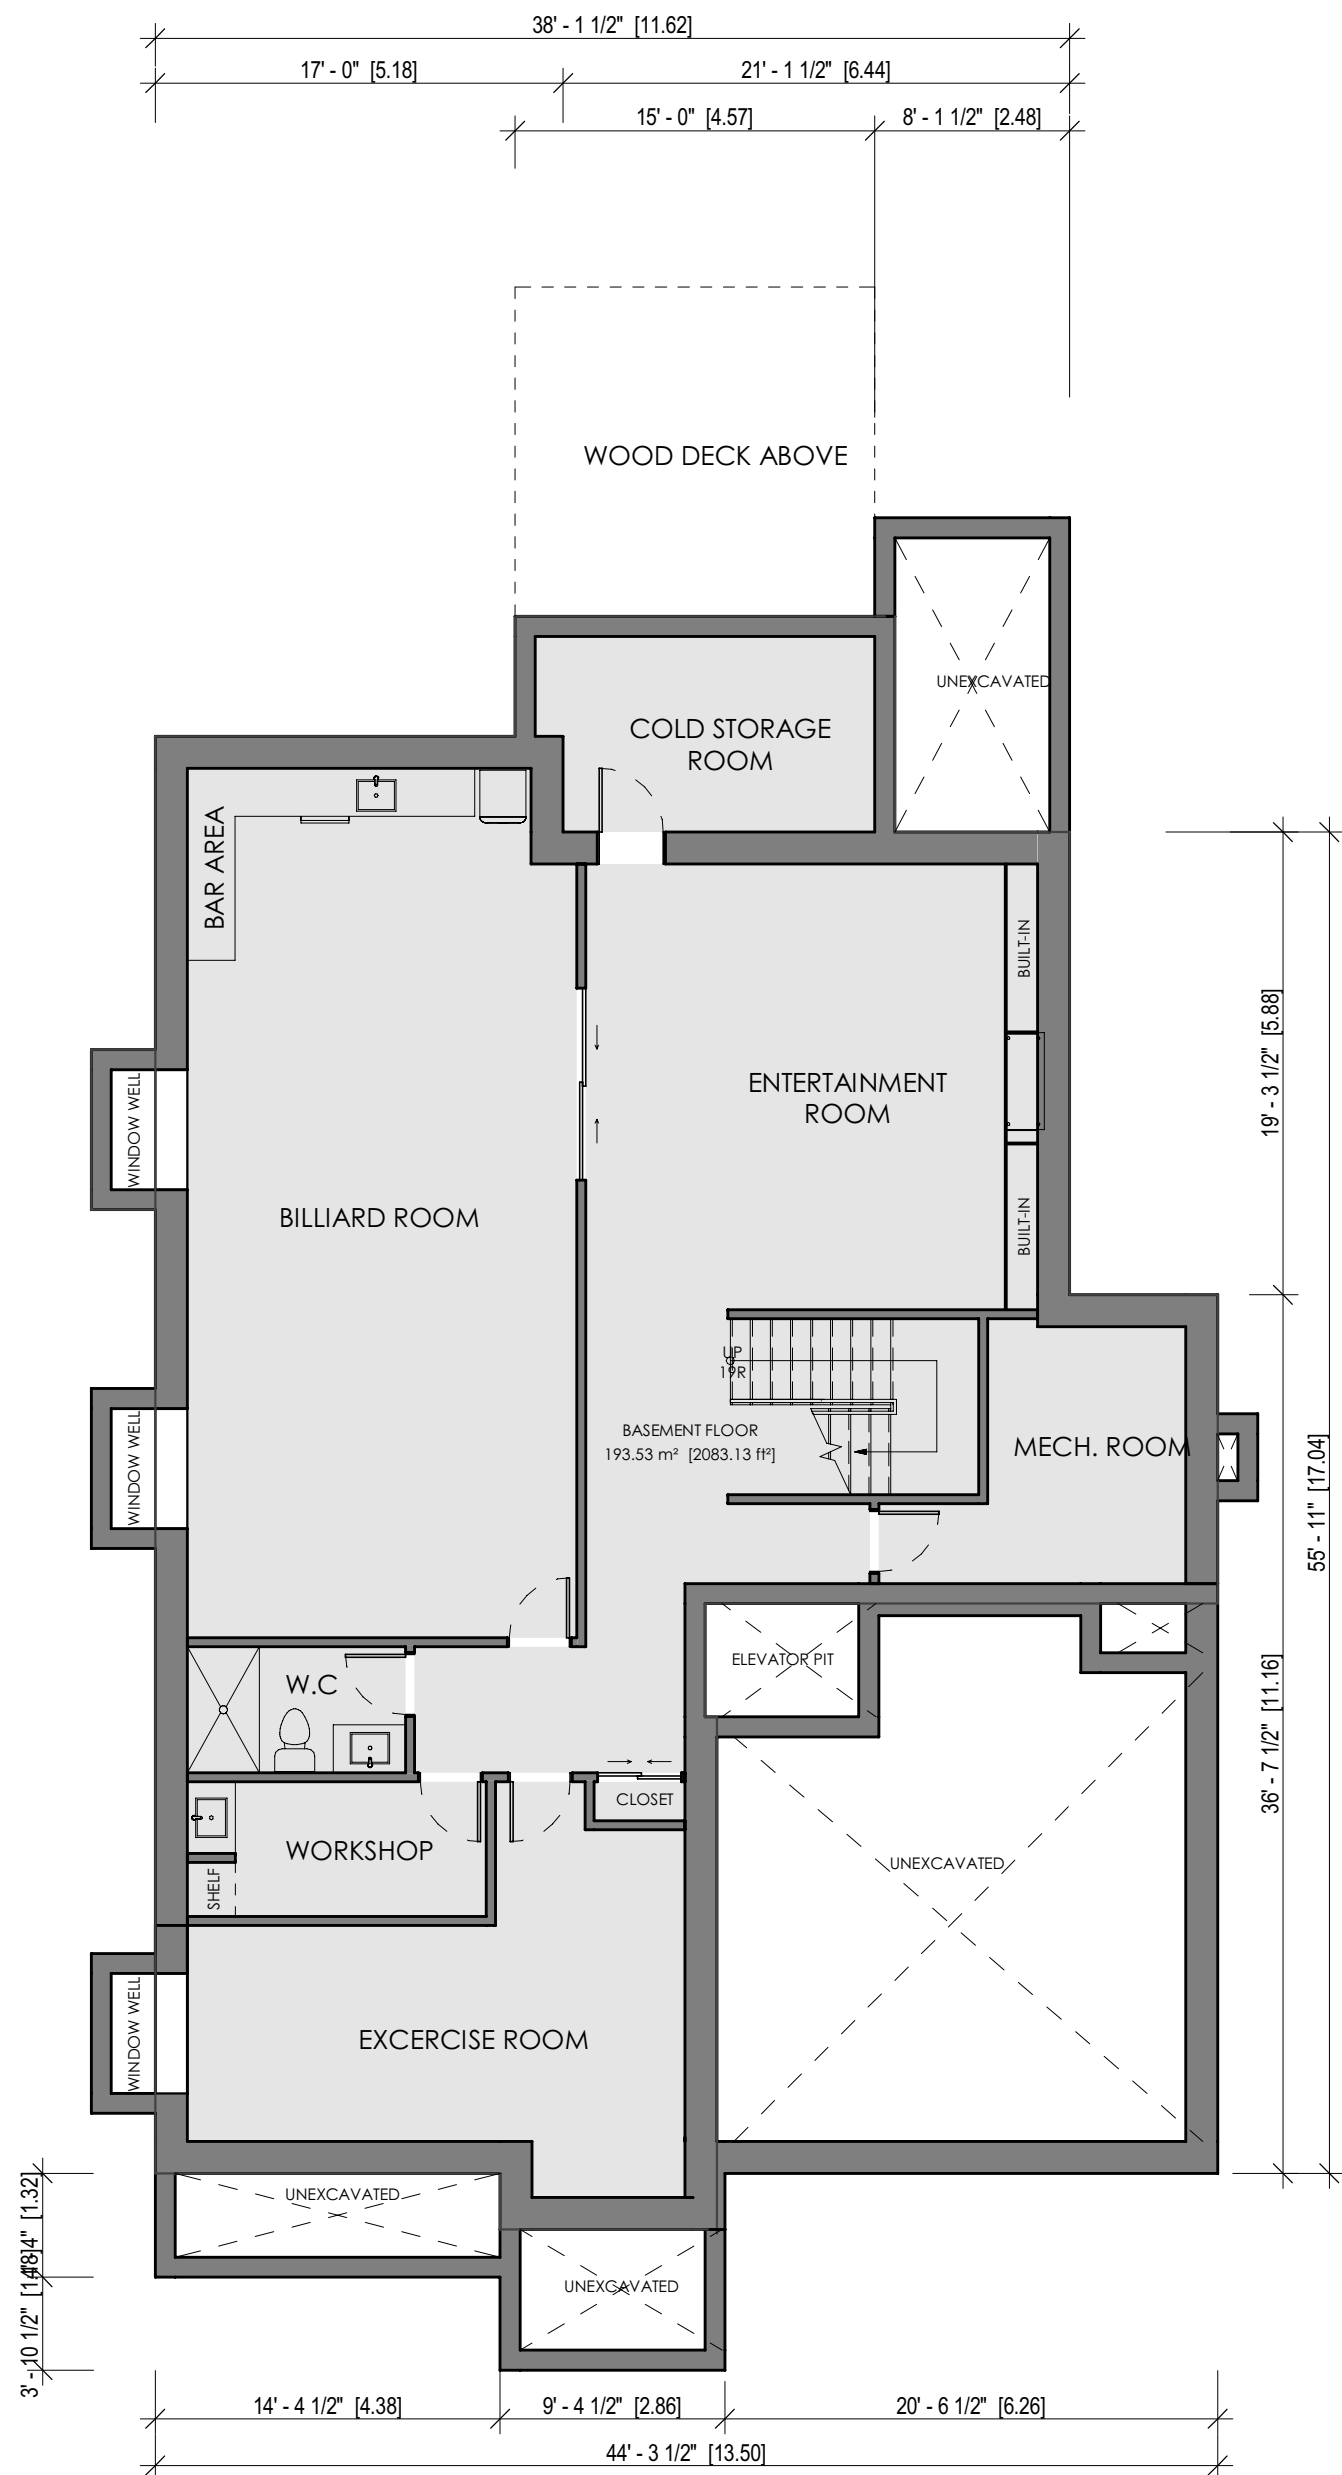 38' - 1 1/2" [11.62]
17' - 0" [5.18]
21' - 1 1/2" [6.44]
15' - 0" [4.57]
8' - 1 1/2" [2.48]
WOOD DECK ABOVE
UNEXCAVATED
COLD STORAGE
ROOM
BAR AREA
BUILT-IN
19' - 3 1/2" [5.88]
WINDOW WELL
ENTERTAINMENT
ROOM
BILLIARD ROOM
BUILT-IN
UP
19R
BASEMENT FLOOR
193.53 m² [2083.13 ft²]
MECH. ROOM
WINDOW WELL
55' - 11" [17.04]
ELEVATOR PIT
W.C
36' - 7 1/2" [11.16]
CLOSET
WORKSHOP
SHELF
UNEXCAVATED
WINDOW WELL
EXCERCISE ROOM
UNEXCAVATED
4" [1.32]
UNEXCAVATED
3' - 10 1/2"
14' - 4 1/2" [4.38]
9' - 4 1/2" [2.86]
20' - 6 1/2" [6.26]
44' - 3 1/2" [13.50]